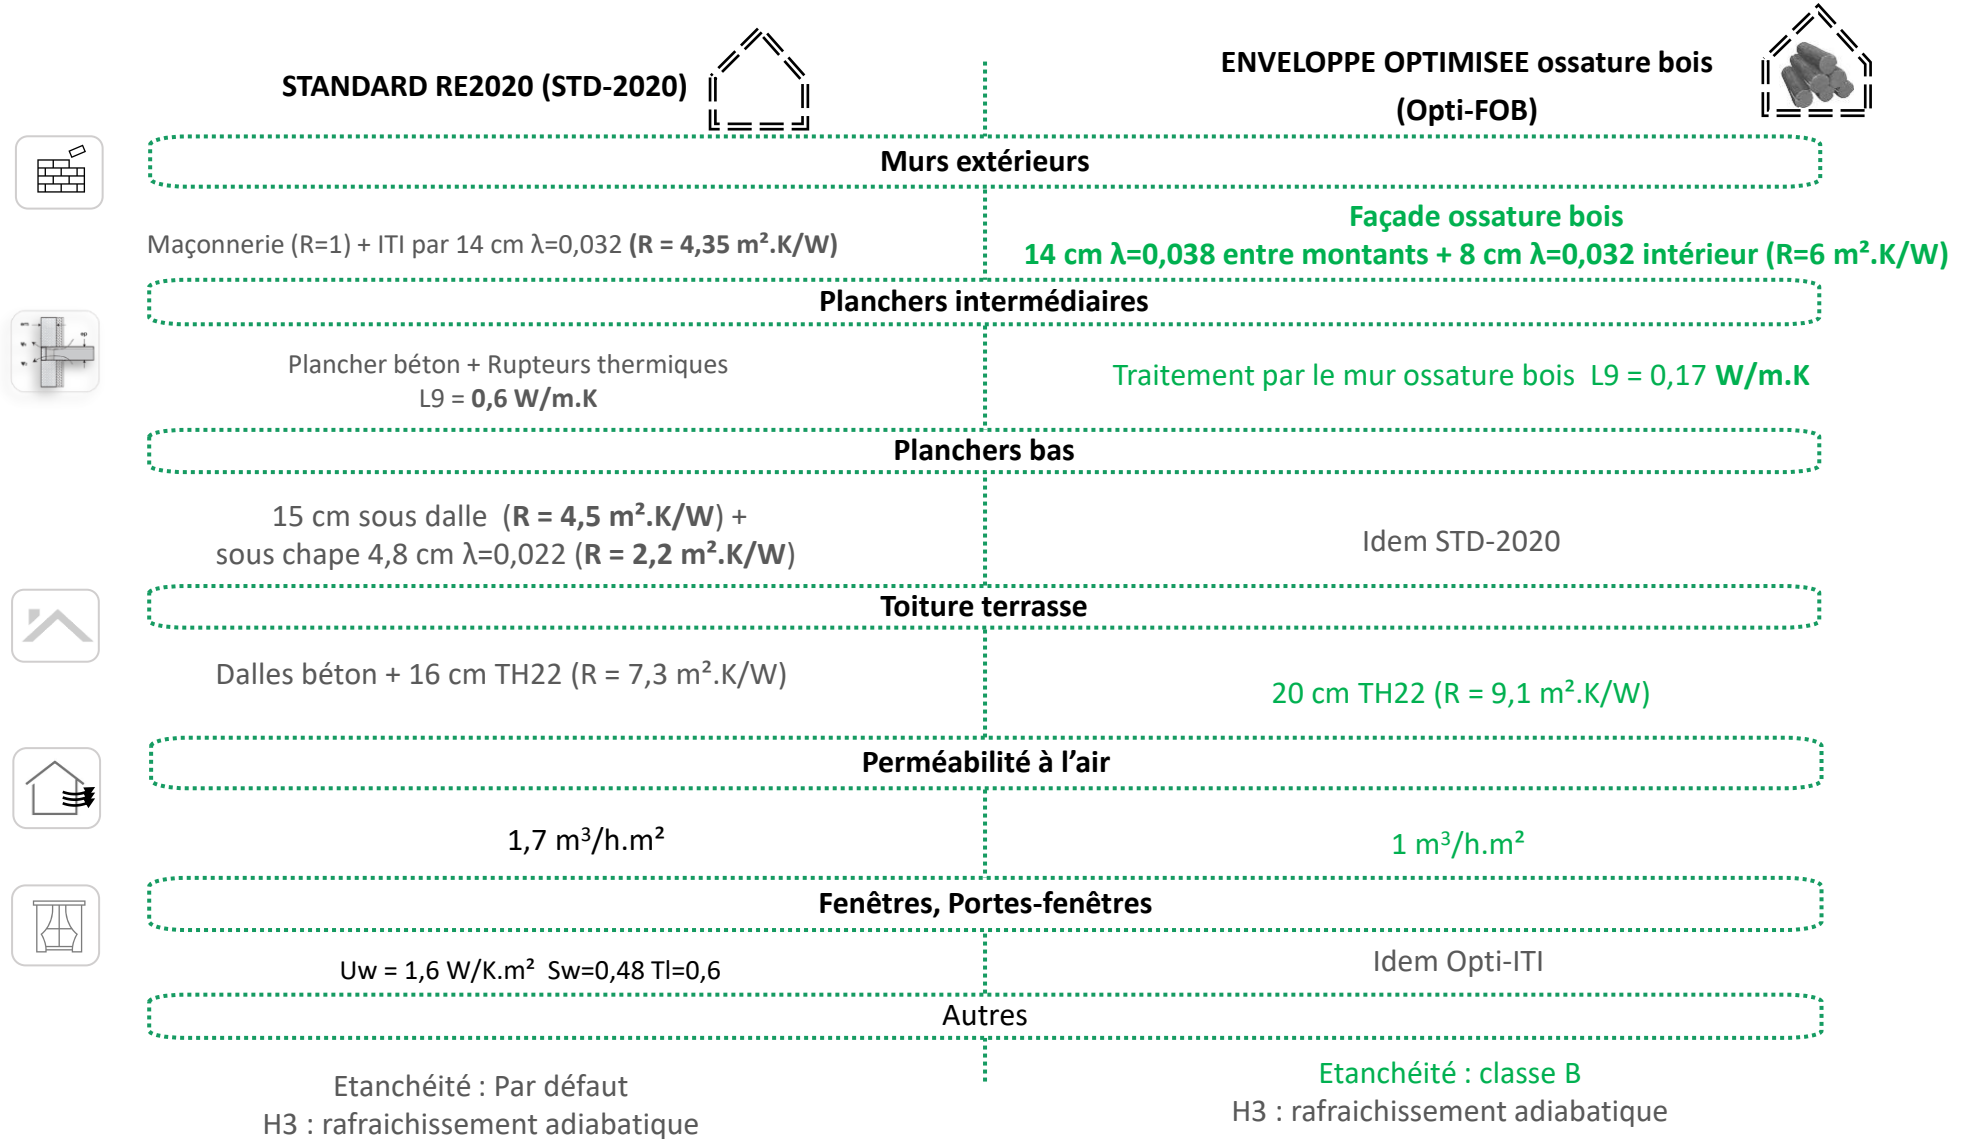 STANDARD RE2020 (STD-2020)
ENVELOPPE OPTIMISEE ossature bois
(Opti-FOB)
Murs extérieurs
Maçonnerie (R=1) + ITI par 14 cm λ=0,032 (R = 4,35 m².K/W)
Façade ossature bois
14 cm λ=0,038 entre montants + 8 cm λ=0,032 intérieur (R=6 m².K/W)
Planchers intermédiaires
Plancher béton + Rupteurs thermiques
L9 = 0,6 W/m.K
Traitement par le mur ossature bois L9 = 0,17 W/m.K
Planchers bas
15 cm sous dalle (R = 4,5 m².K/W) +
sous chape 4,8 cm λ=0,022 (R = 2,2 m².K/W)
Idem STD-2020
Toiture terrasse
Dalles béton + 16 cm TH22 (R = 7,3 m².K/W)
20 cm TH22 (R = 9,1 m².K/W)
Perméabilité à l’air
1,7 m³/h.m²
1 m³/h.m²
Fenêtres, Portes-fenêtres
Uw = 1,6 W/K.m² Sw=0,48 Tl=0,6
Idem Opti-ITI
Autres
Etanchéité : Par défaut
H3 : rafraichissement adiabatique
Etanchéité : classe B
H3 : rafraichissement adiabatique